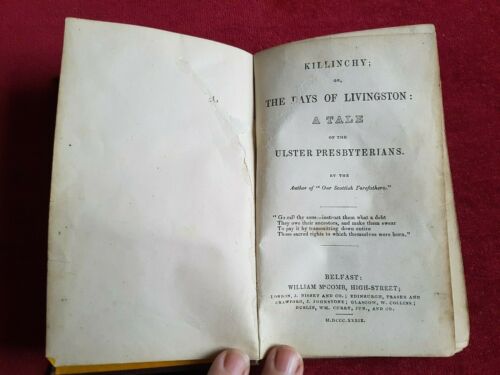 KILLINCHY;
OR,
THE DAYS OF LIVINGSTON:
A TALE
OF THE
ULSTER PRESBYTERIANS.
BY THE
Author of "Our Scottish Forefathers."
"Go call the sons—instruct them what a debt
They owe their ancestors, and make them swear
To pay it by transmitting down entire
Those sacred rights to which themselves were born."
BELFAST:
WILLIAM M'COMB, HIGH-STREET;
LONDON, J. NISBET AND CO.; EDINBURGH, FRASER AND
CRAWFORD, J. JOHNSTONE; GLASGOW, W. COLLINS;
DUBLIN, WM. CURRY, JUN., AND CO.
M.DCCC.XXXIX.